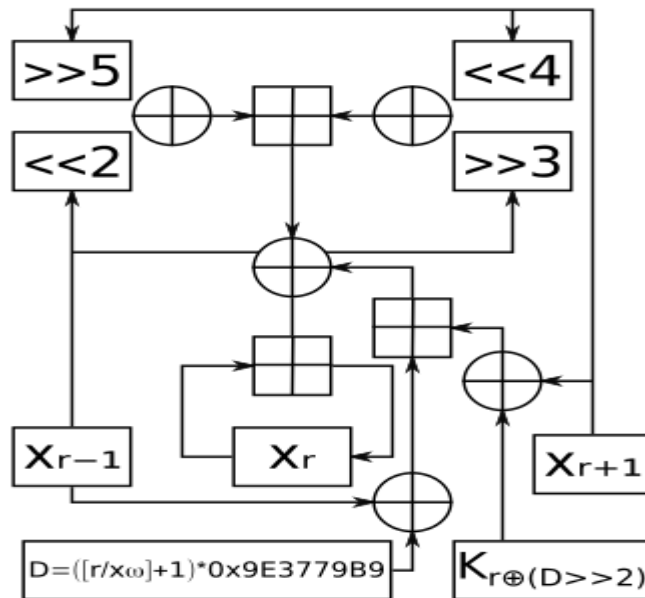 >>5
<<4
<<2
>>3
Xr−1
Xr
Xr+1
D=([r/xω]+1)*0x9E3779B9
Kr⊕(D>>2)